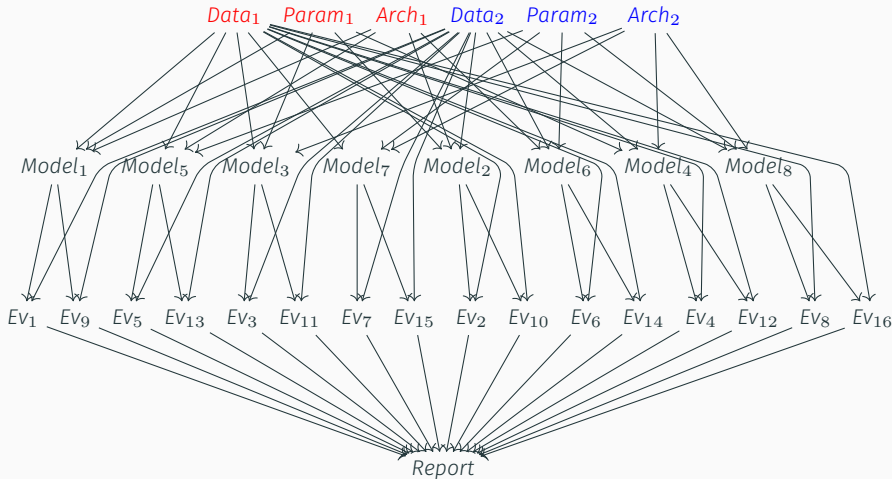 Data₁ Param₁ Arch₁ Data₂ Param₂ Arch₂
Model₁ Model₅ Model₃ Model₇ Model₂ Model₆ Model₄ Model₈
Ev₁ Ev₉ Ev₅ Ev₁₃ Ev₃ Ev₁₁ Ev₇ Ev₁₅ Ev₂ Ev₁₀ Ev₆ Ev₁₄ Ev₄ Ev₁₂ Ev₈ Ev₁₆
Report